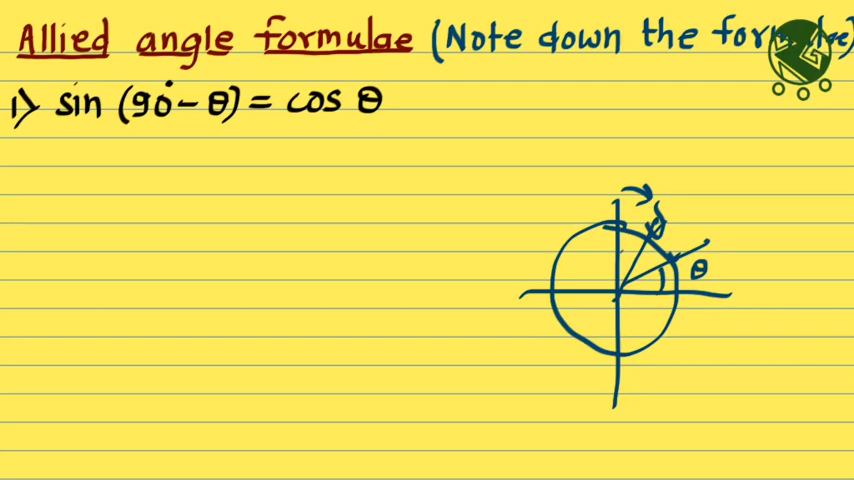 Allied angle formulae (Note down the formulae)
1) sin (90° – θ) = cos θ
θ